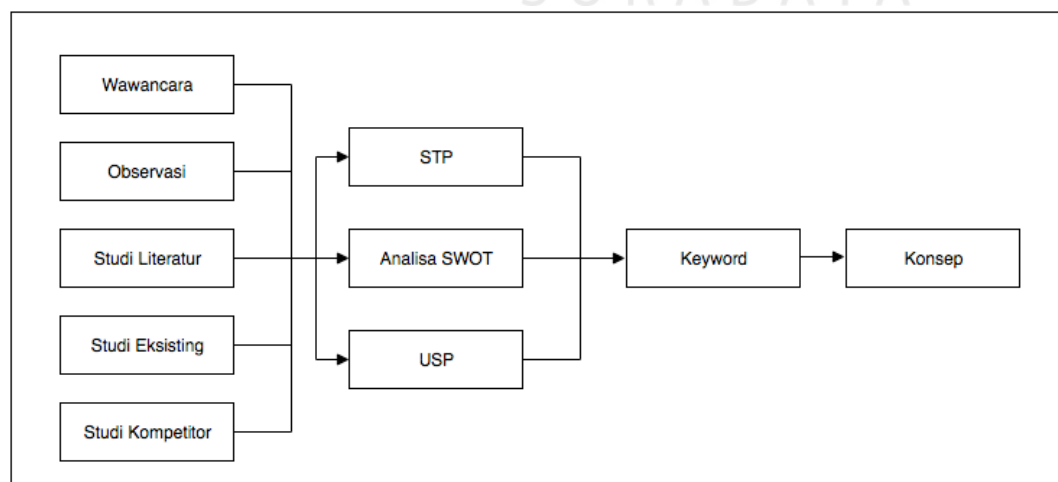 Wawancara
Observasi
Studi Literatur
Studi Eksisting
Studi Kompetitor
STP
Analisa SWOT
USP
Keyword
Konsep